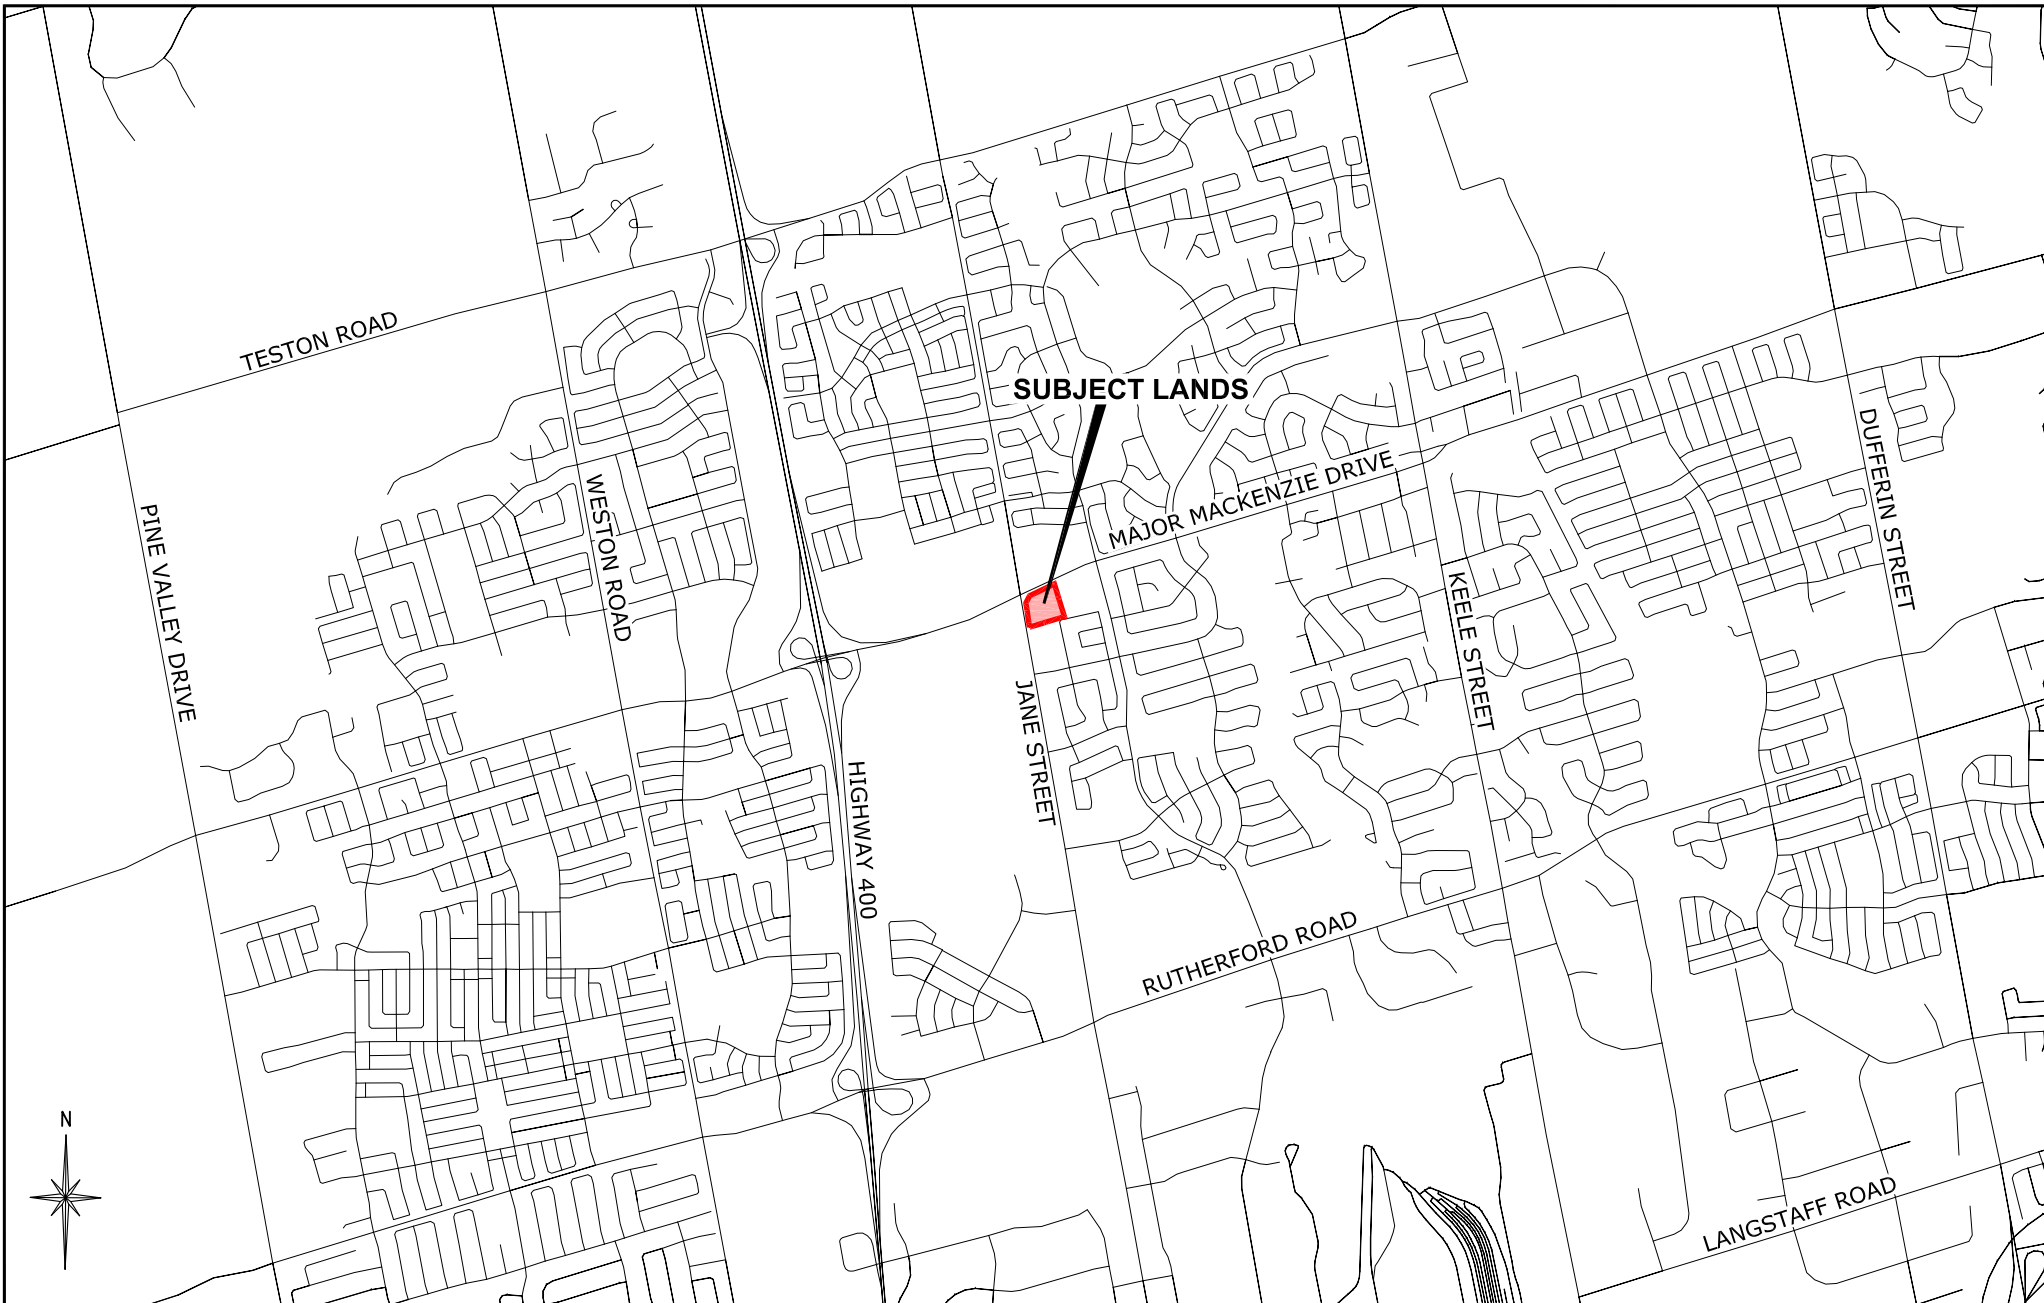 TESTON ROAD
SUBJECT LANDS
MAJOR MACKENZIE DRIVE
DUFFERIN STREET
WESTON ROAD
PINE VALLEY DRIVE
KEELE STREET
JANE STREET
HIGHWAY 400
RUTHERFORD ROAD
N
LANGSTAFF ROAD